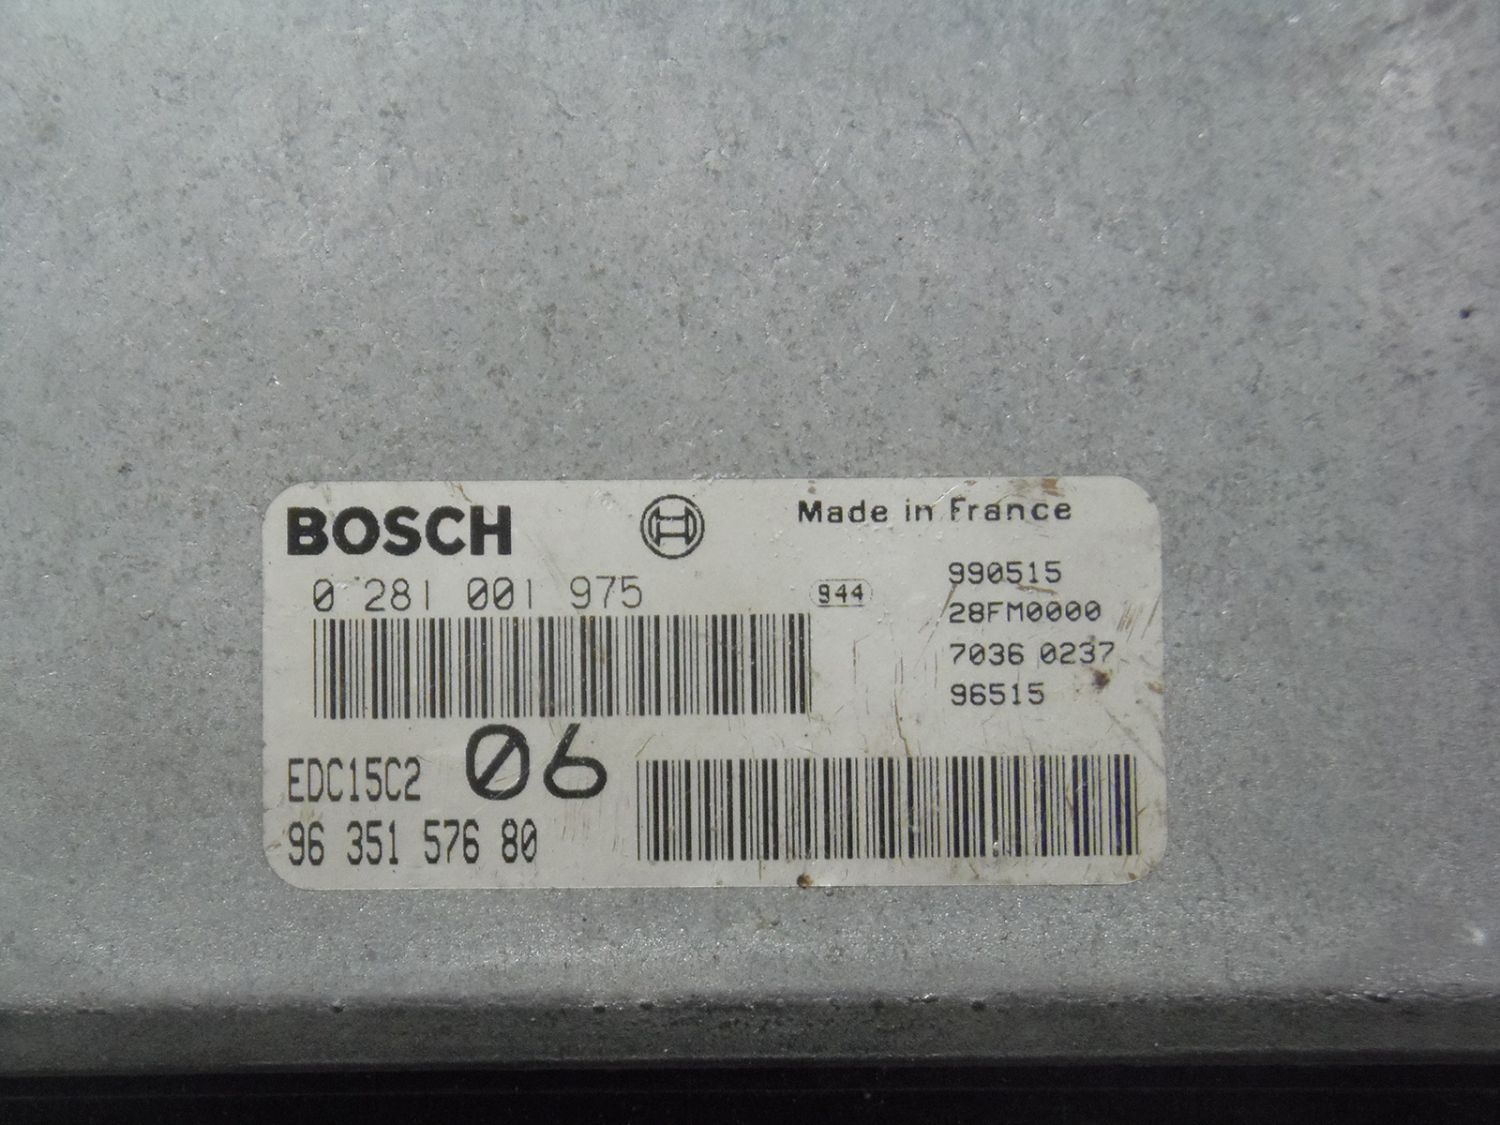 BOSCH
Made in France
0 281 001 975
944
990515
28FM0000
7036 0237
96515
EDC15C2 06
96 351 576 80